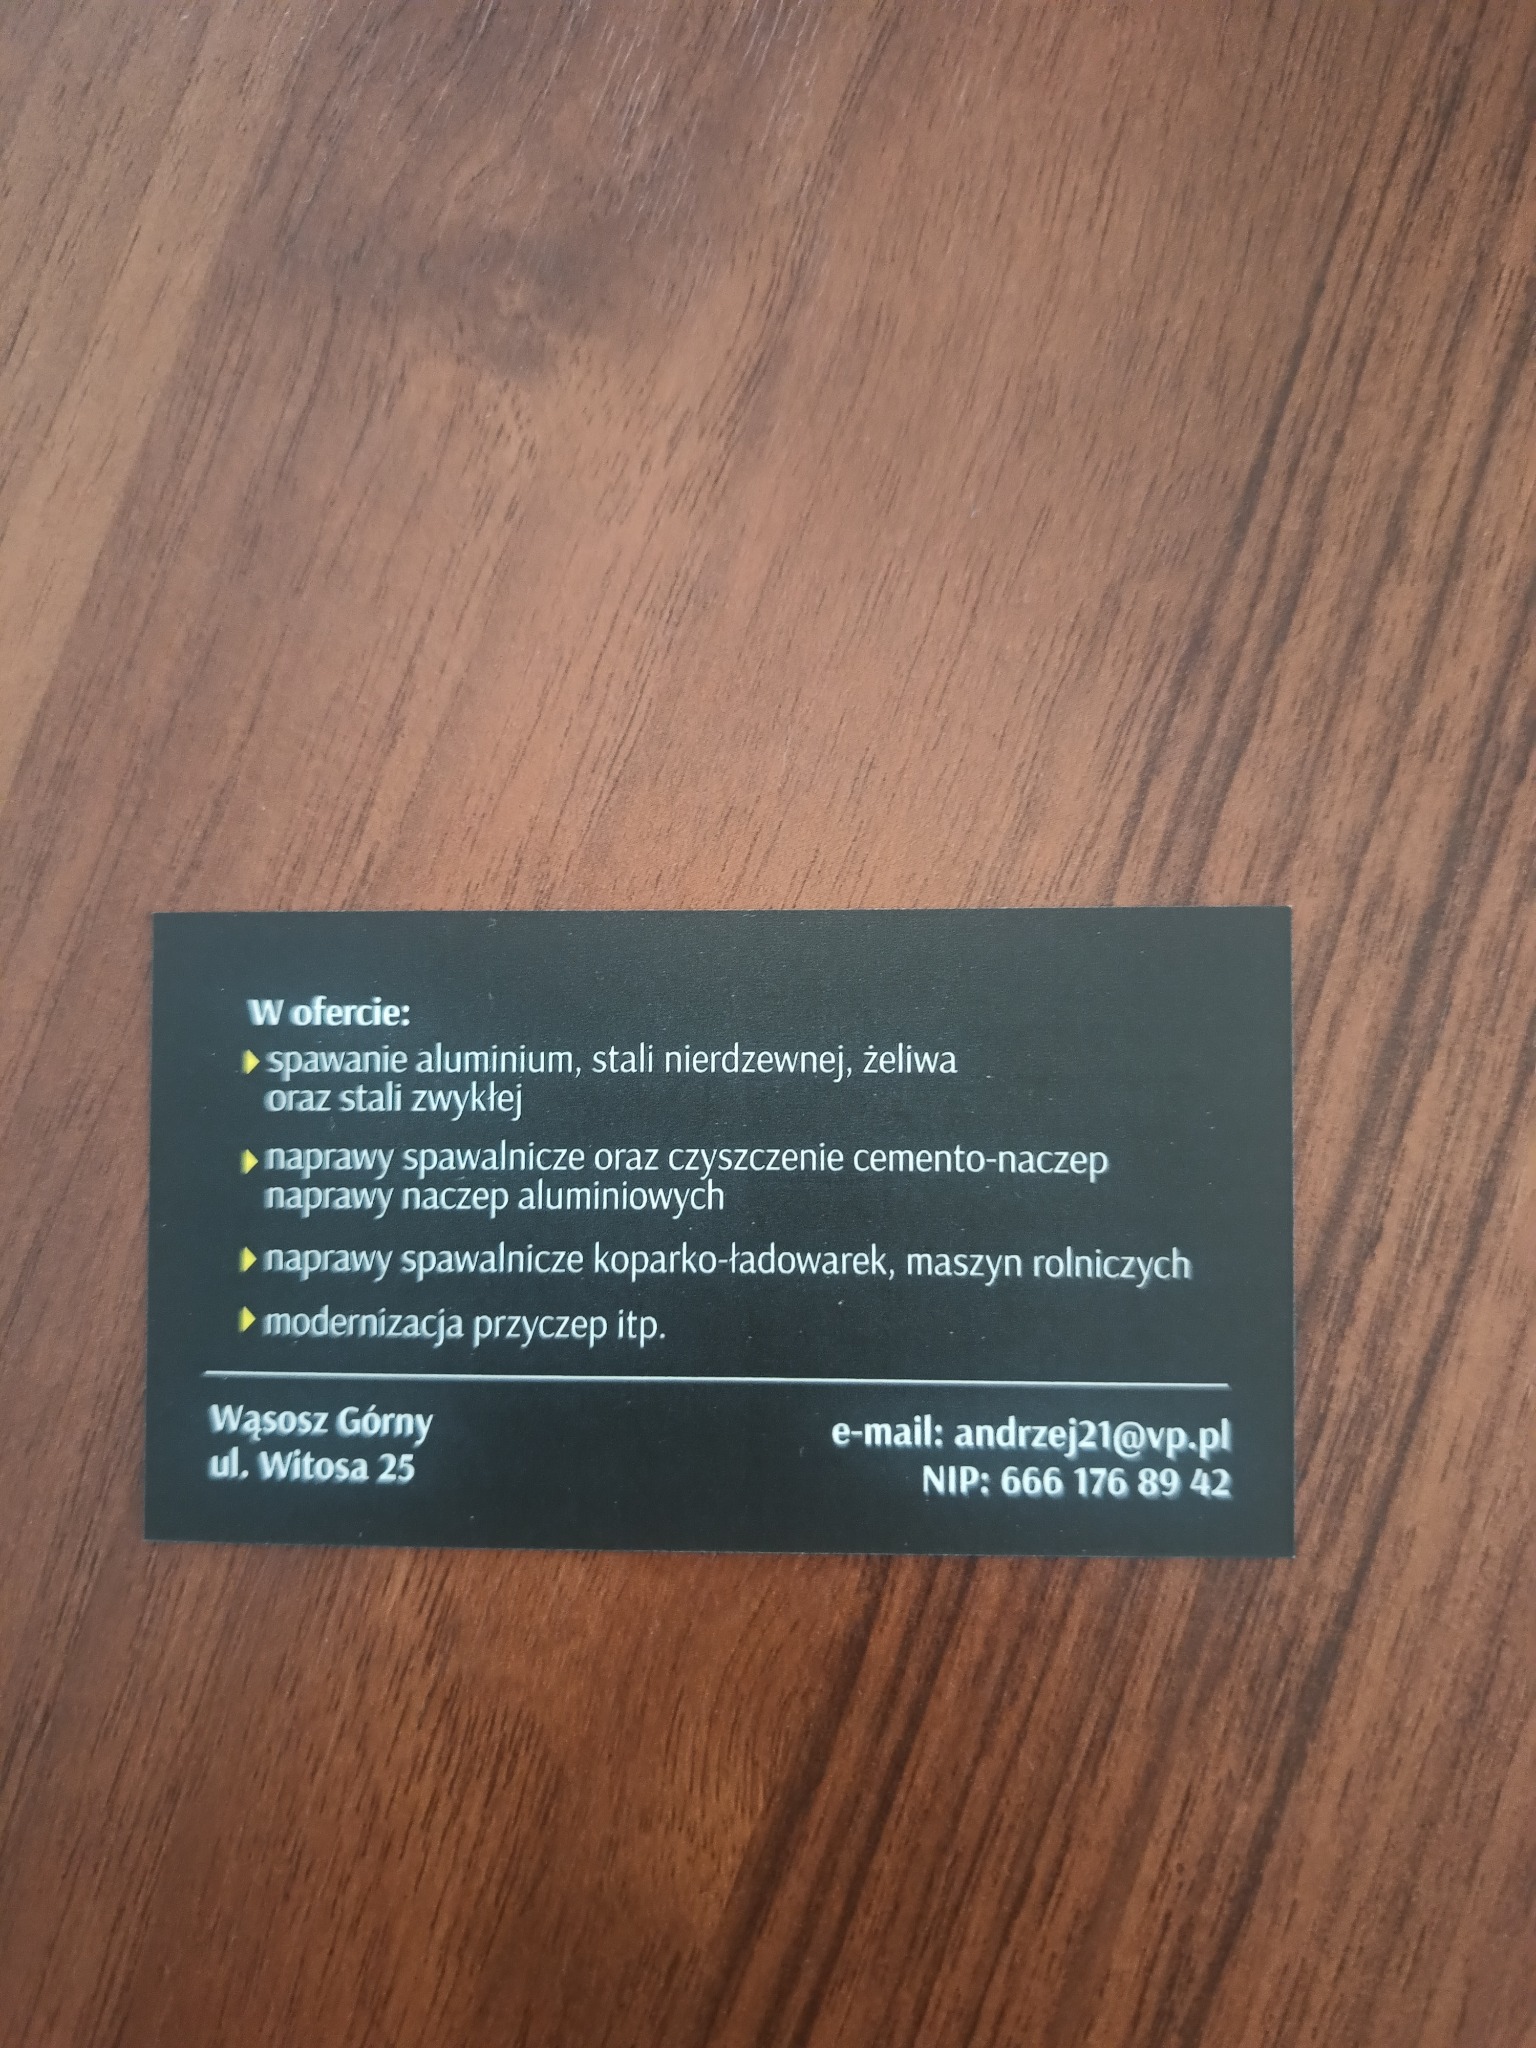 W ofercie:
spawanie aluminium, stali nierdzewnej, żeliwa
oraz stali zwykłej
naprawy spawalnicze oraz czyszczenie cemento-naczep
naprawy naczep aluminiowych
naprawy spawalnicze koparko-ładowarek, maszyn rolniczych
modernizacja przyczep itp.
Wąsosz Górny
ul. Witosa 25
e-mail: andrzej21@vp.pl
NIP: 666 176 89 42